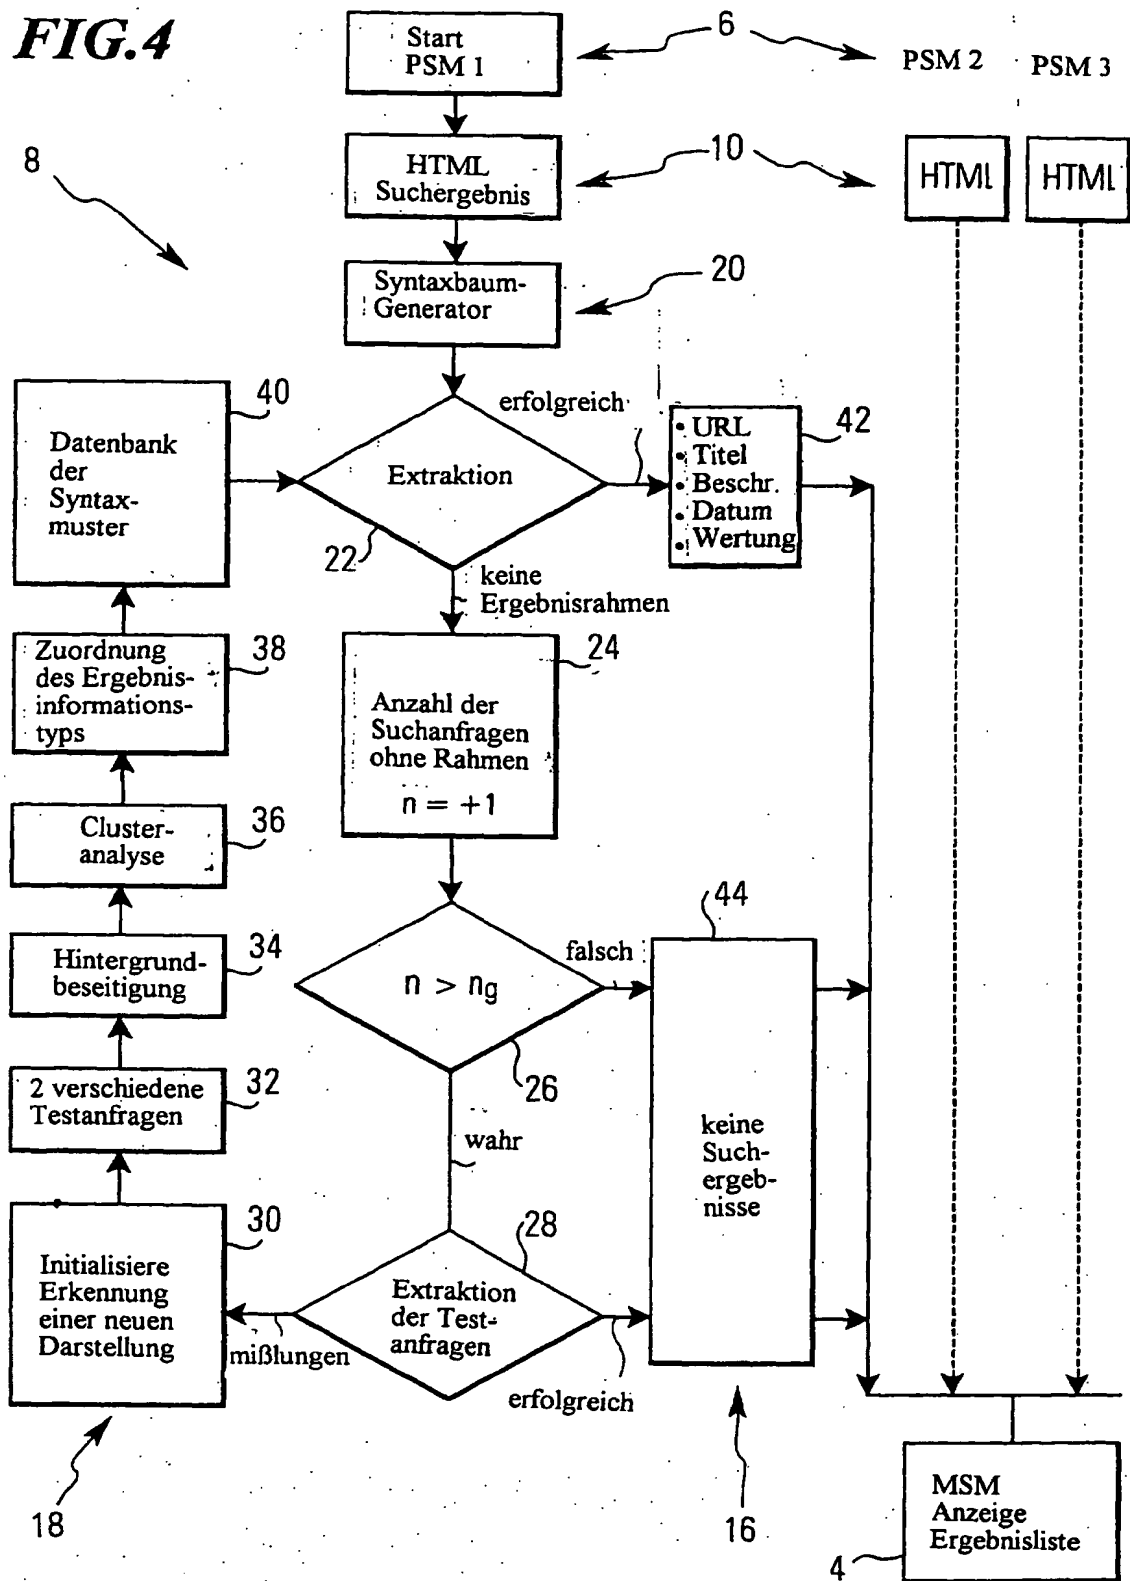 FIG.4
Start
PSM 1
6
PSM 2
PSM 3
8
HTML
Suchergebnis
10
HTML
HTML
Syntaxbaum-
Generator
20
40
Datenbank
der
Syntax-
muster
Extraktion
22
erfolgreich
42
• URL
• Titel
• Beschr.
• Datum
• Wertung
keine
Ergebnisrahmen
38
Zuordnung
des Ergebnis-
informations-
typs
24
Anzahl der
Suchanfragen
ohne Rahmen
n = +1
36
Cluster-
analyse
34
Hintergrund-
beseitigung
n > ng
falsch
26
44
keine
Such-
ergeb-
nisse
32
2 verschiedene
Testanfragen
wahr
30
Initialisiere
Erkennung
einer neuen
Darstellung
28
Extraktion
der Test-
anfragen
mißlungen
erfolgreich
18
16
MSM
Anzeige
Ergebnisliste
4